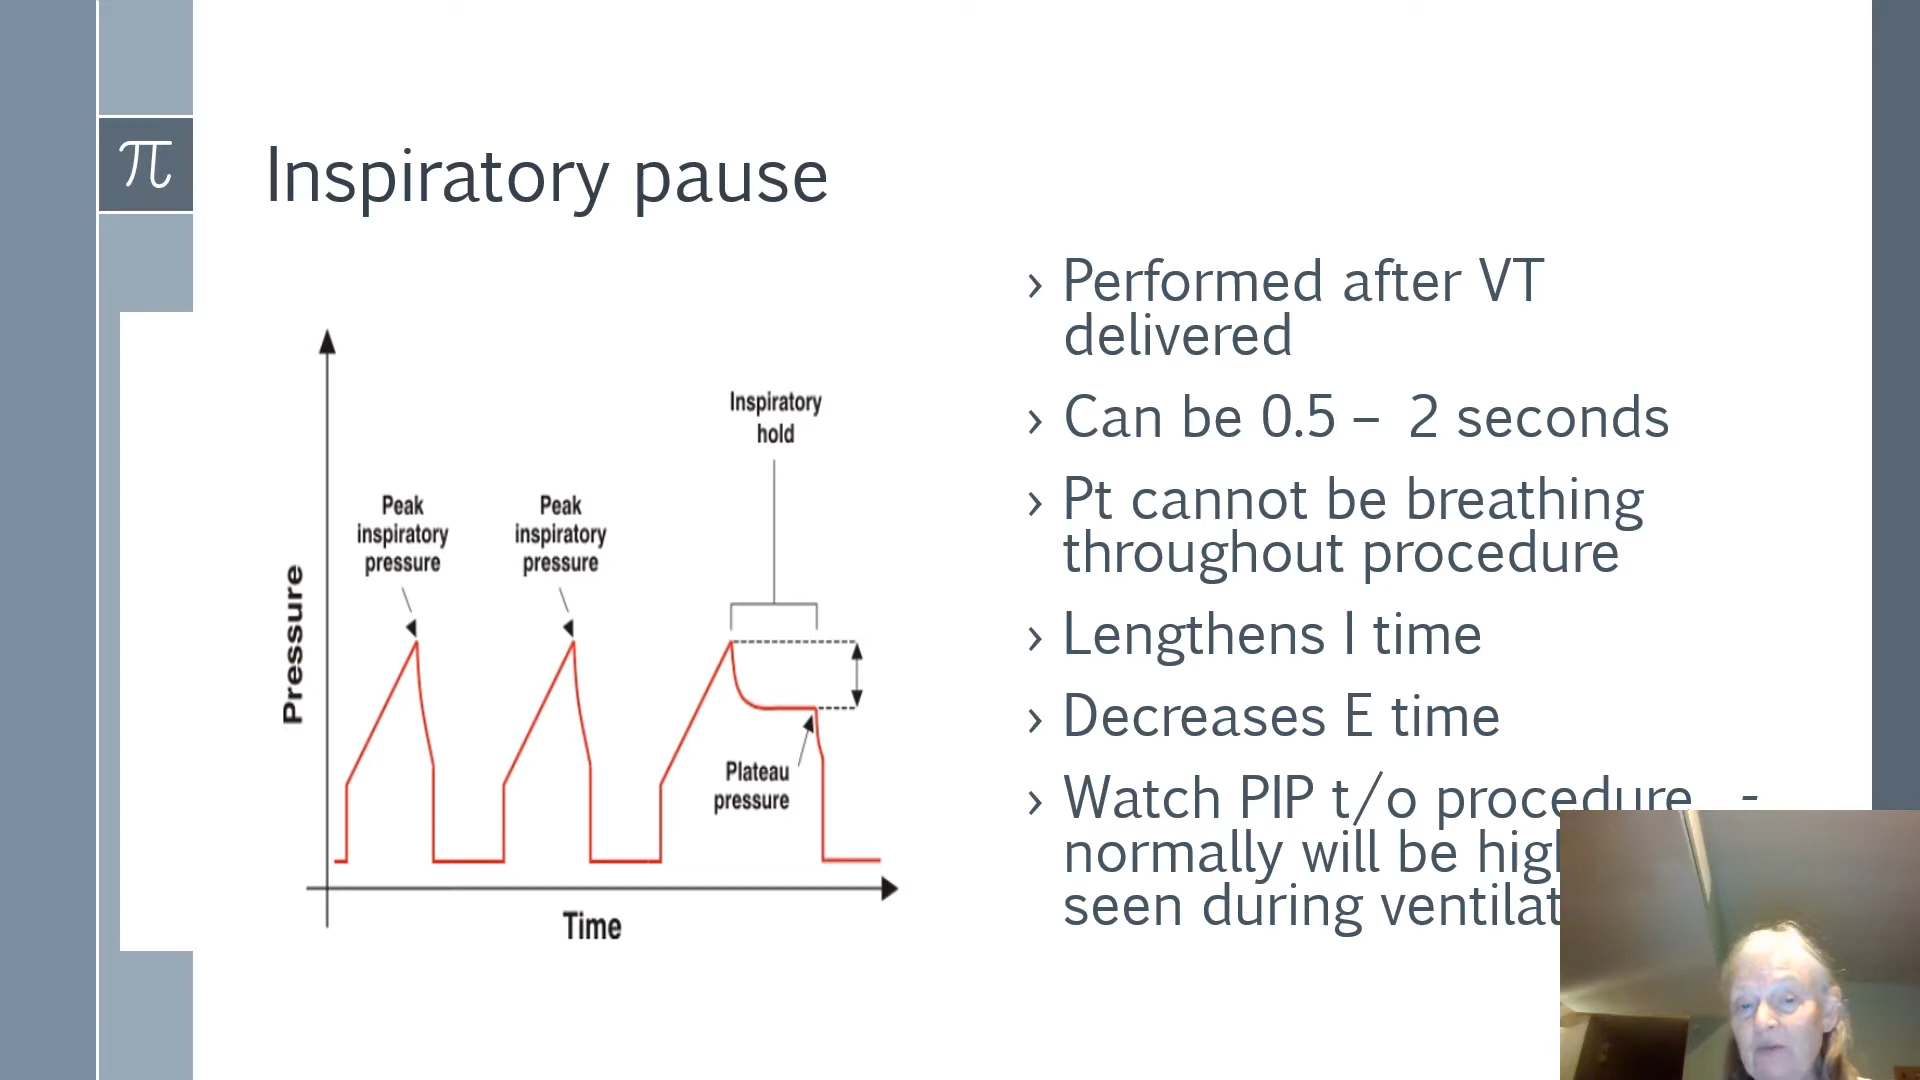 π
Inspiratory pause
› Performed after VT
delivered
› Can be 0.5 – 2 seconds
› Pt cannot be breathing
throughout procedure
› Lengthens I time
› Decreases E time
› Watch PIP t/o procedure -
normally will be
seen during
Inspiratory
hold
Peak
inspiratory
pressure
Peak
inspiratory
pressure
Pressure
Plateau
pressure
Time